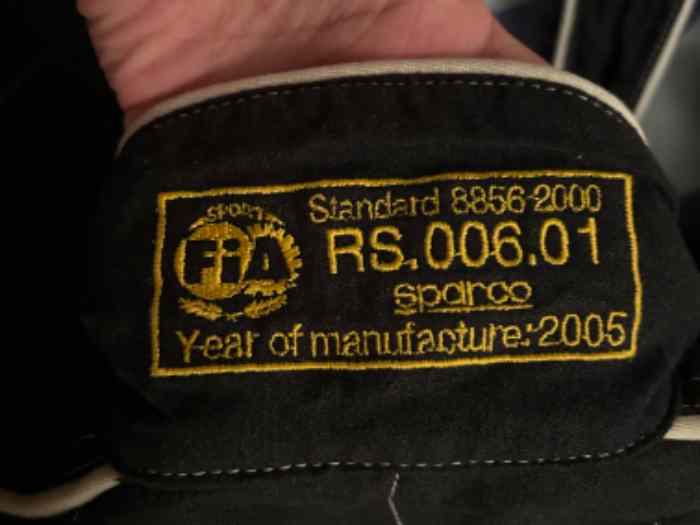 SPORT
FiA
Standard 8856-2000
RS.006.01
sparco
Year of manufacture: 2005